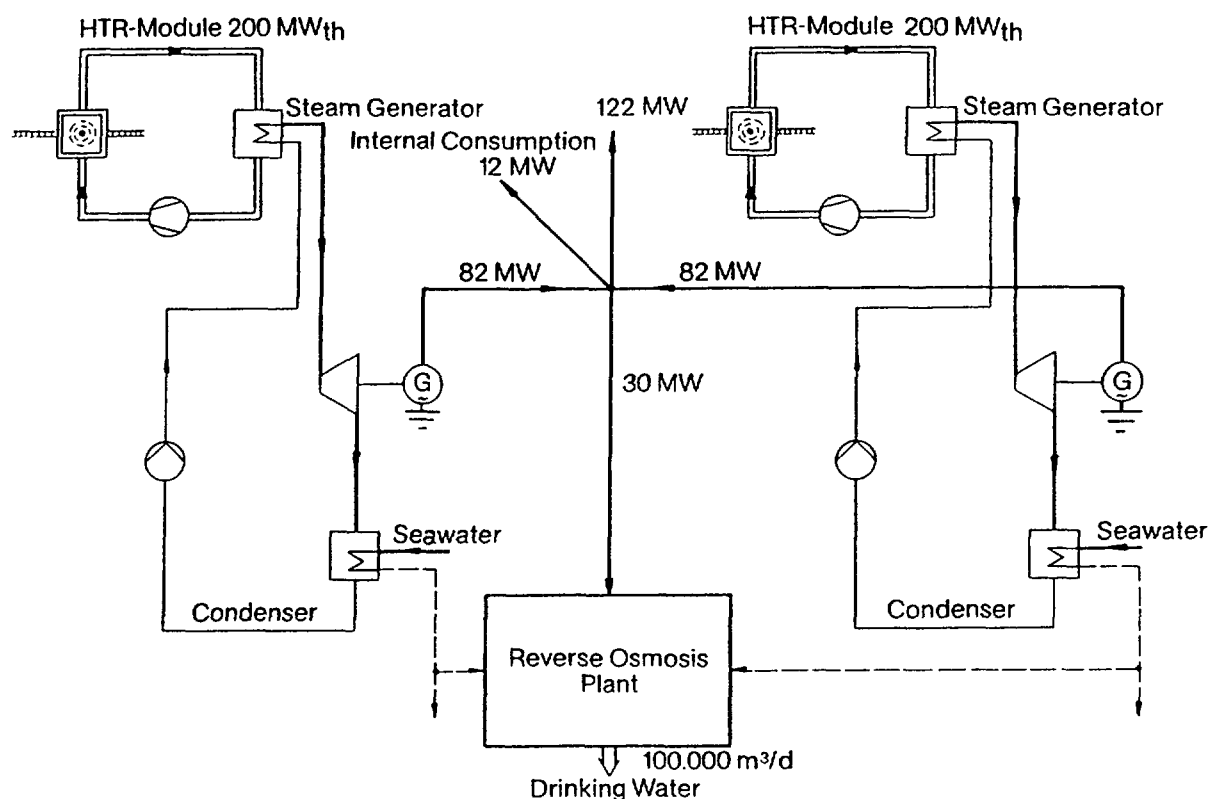 HTR-Module 200 MWth
HTR-Module 200 MWth
Steam Generator
Steam Generator
122 MW
Internal Consumption
12 MW
82 MW
82 MW
G
~
G
~
30 MW
Seawater
Seawater
Condenser
Condenser
Reverse Osmosis
Plant
100.000 m³/d
Drinking Water